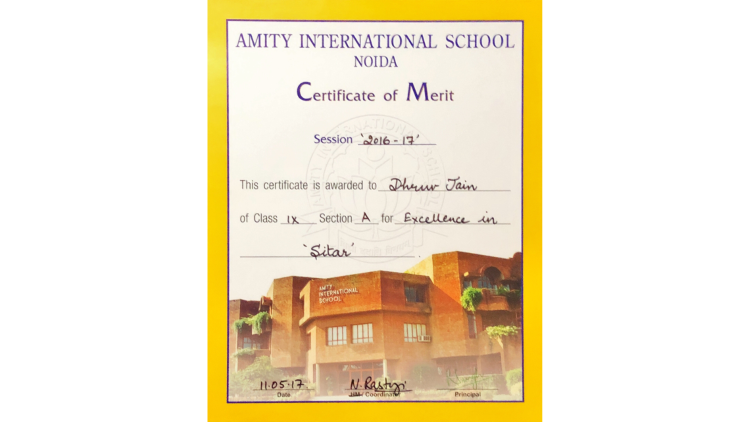 AMITY INTERNATIONAL SCHOOL
NOIDA
Certificate of Merit
Session '2016-17'
This certificate is awarded to Dhruv Jain
of Class IX Section A for Excellence in
'Sitar'.
AMITY
INTERNATIONAL
SCHOOL
11.05.17 N. Rastogi
Date HM / Coordinator Principal